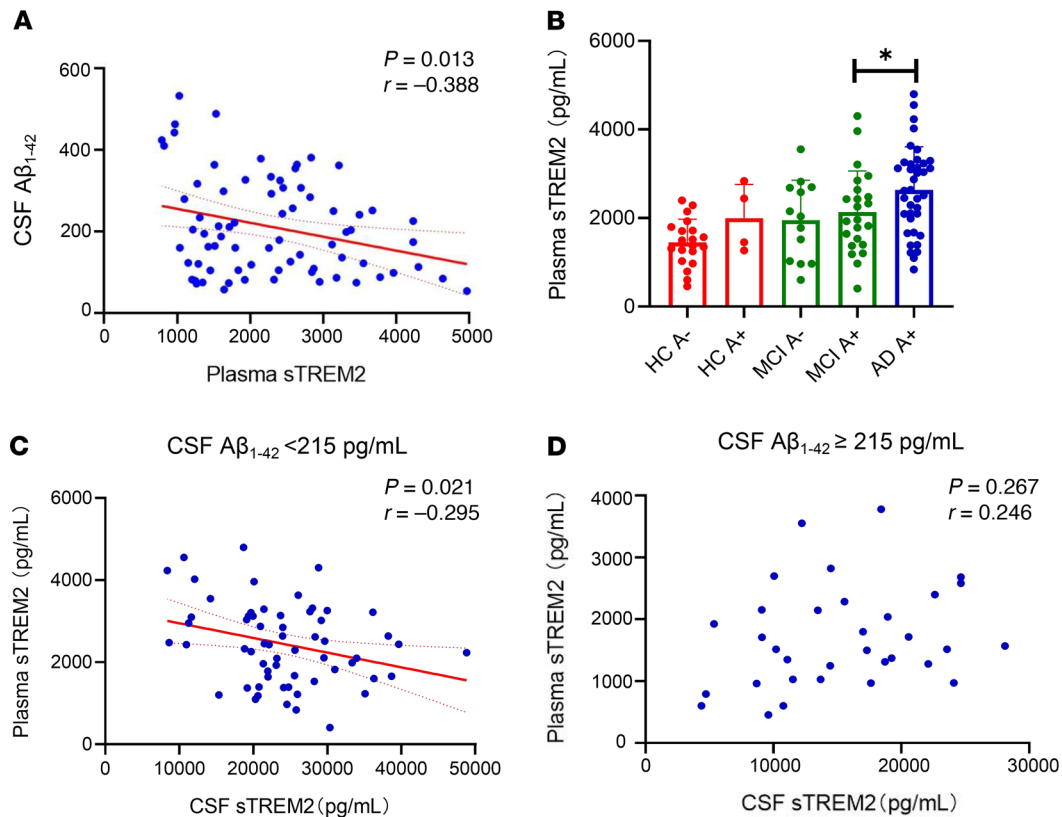 A
P = 0.013
r = −0.388
CSF Aβ1-42
600
400
200
0
0 1000 2000 3000 4000 5000
Plasma sTREM2
B
*
Plasma sTREM2 (pg/mL)
6000
4000
2000
0
HC A-
HC A+
MCI A-
MCI A+
AD A+
C
CSF Aβ1-42 <215 pg/mL
P = 0.021
r = −0.295
Plasma sTREM2 (pg/mL)
6000
4000
2000
0
0 10000 20000 30000 40000 50000
CSF sTREM2(pg/mL)
D
CSF Aβ1-42 ≥ 215 pg/mL
P = 0.267
r = 0.246
Plasma sTREM2 (pg/mL)
4000
3000
2000
1000
0
0 10000 20000 30000
CSF sTREM2(pg/mL)